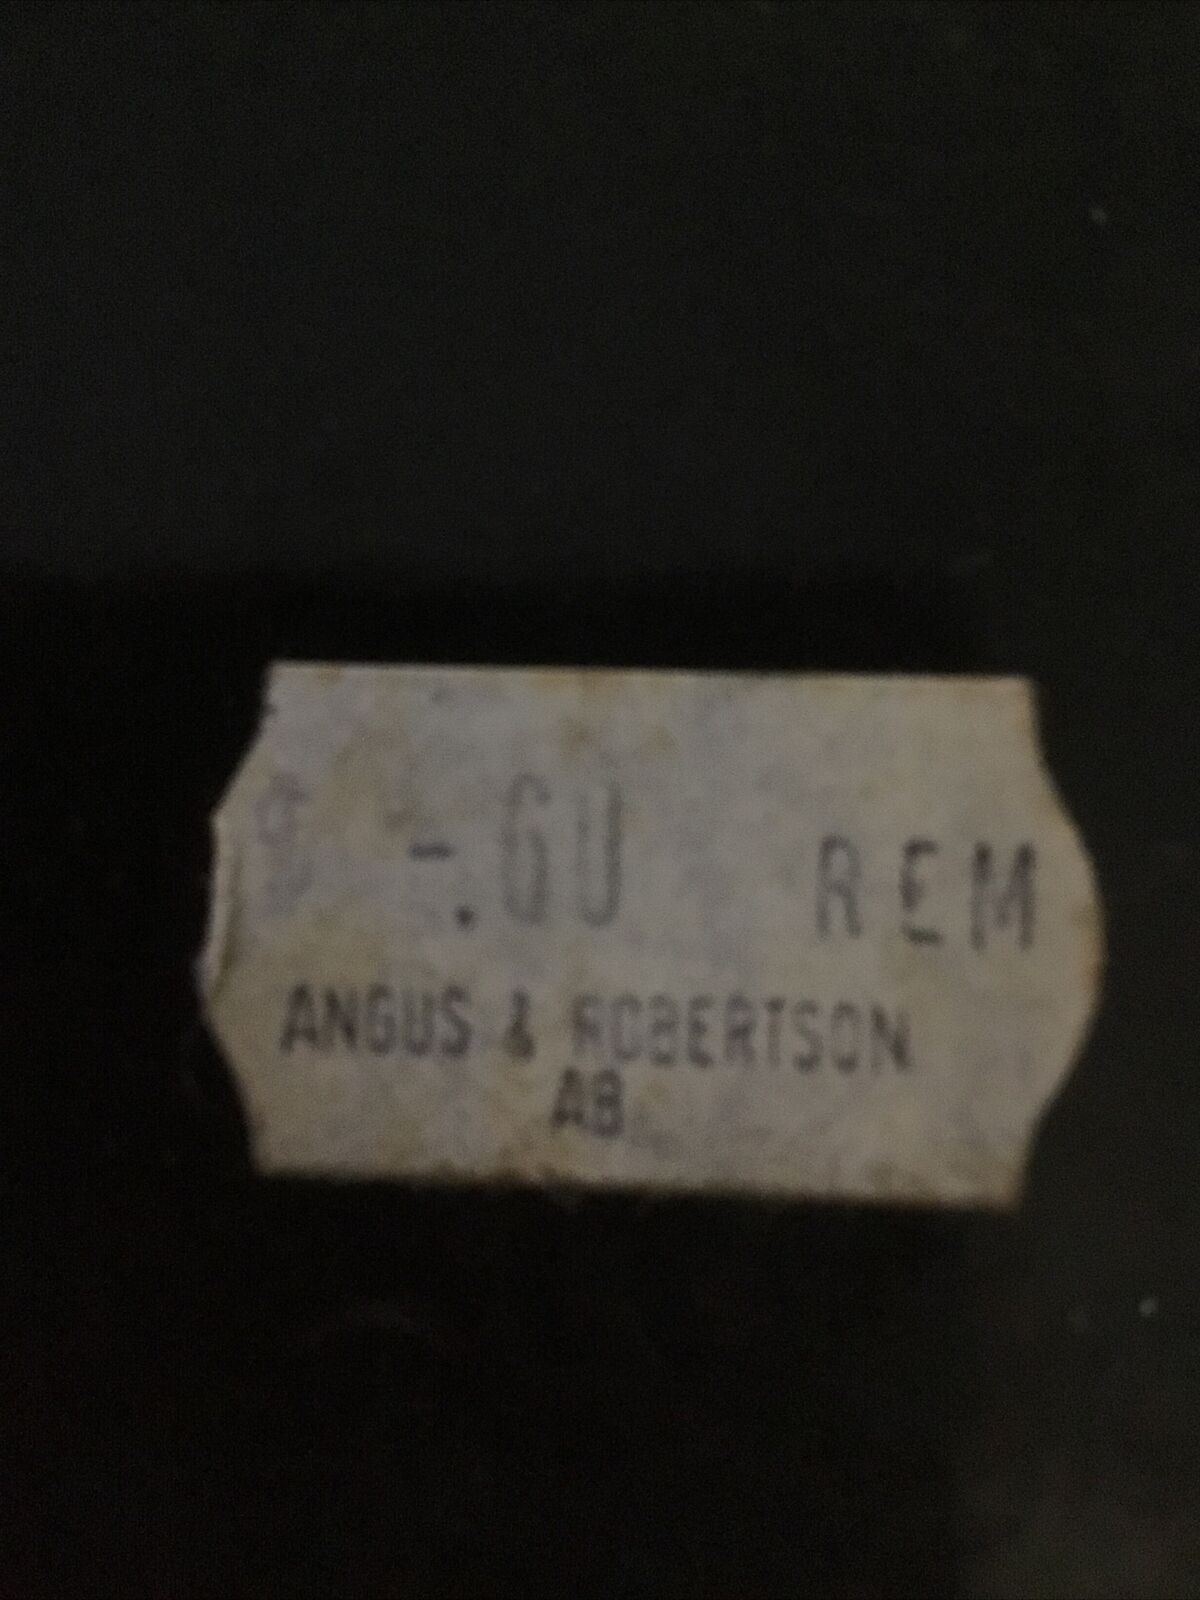 $ -.60 REM
ANGUS & ROBERTSON
AB